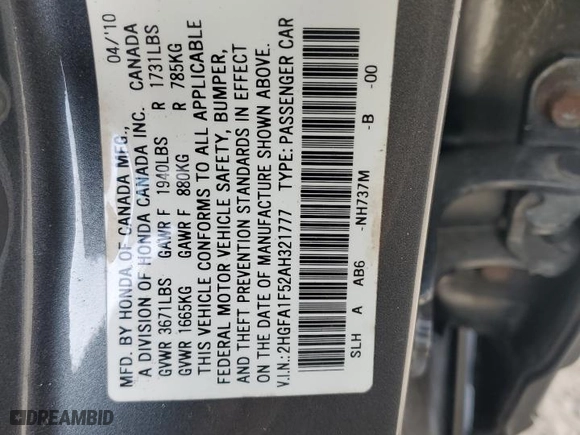 MFD. BY HONDA OF CANADA MFG., 04/'10
A DIVISION OF HONDA CANADA INC. CANADA
GVWR 3671LBS GAWR F 1940LBS R 1731LBS
GVWR 1665KG GAWR F 880KG R 785KG
THIS VEHICLE CONFORMS TO ALL APPLICABLE
FEDERAL MOTOR VEHICLE SAFETY, BUMPER,
AND THEFT PREVENTION STANDARDS IN EFFECT
ON THE DATE OF MANUFACTURE SHOWN ABOVE.
V.I.N.:2HGFA1F52AH321777 TYPE: PASSENGER CAR
SLH A AB6 -NH737M -B -00
DREAMBID